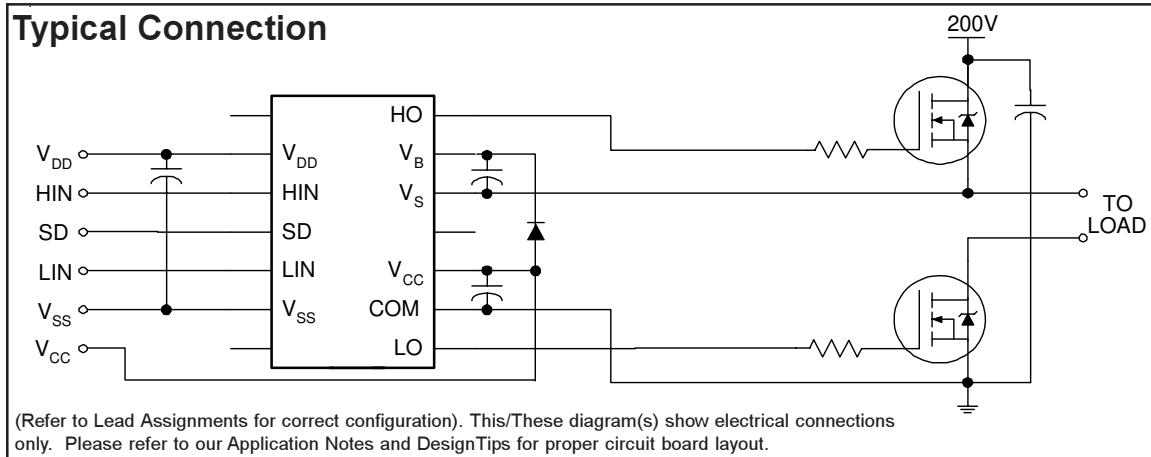 Typical Connection
200V
HO
V_DD
V_DD
V_B
HIN
HIN
V_S
SD
SD
TO
LOAD
LIN
LIN
V_CC
V_SS
V_SS
COM
V_CC
LO
(Refer to Lead Assignments for correct configuration). This/These diagram(s) show electrical connections
only. Please refer to our Application Notes and DesignTips for proper circuit board layout.